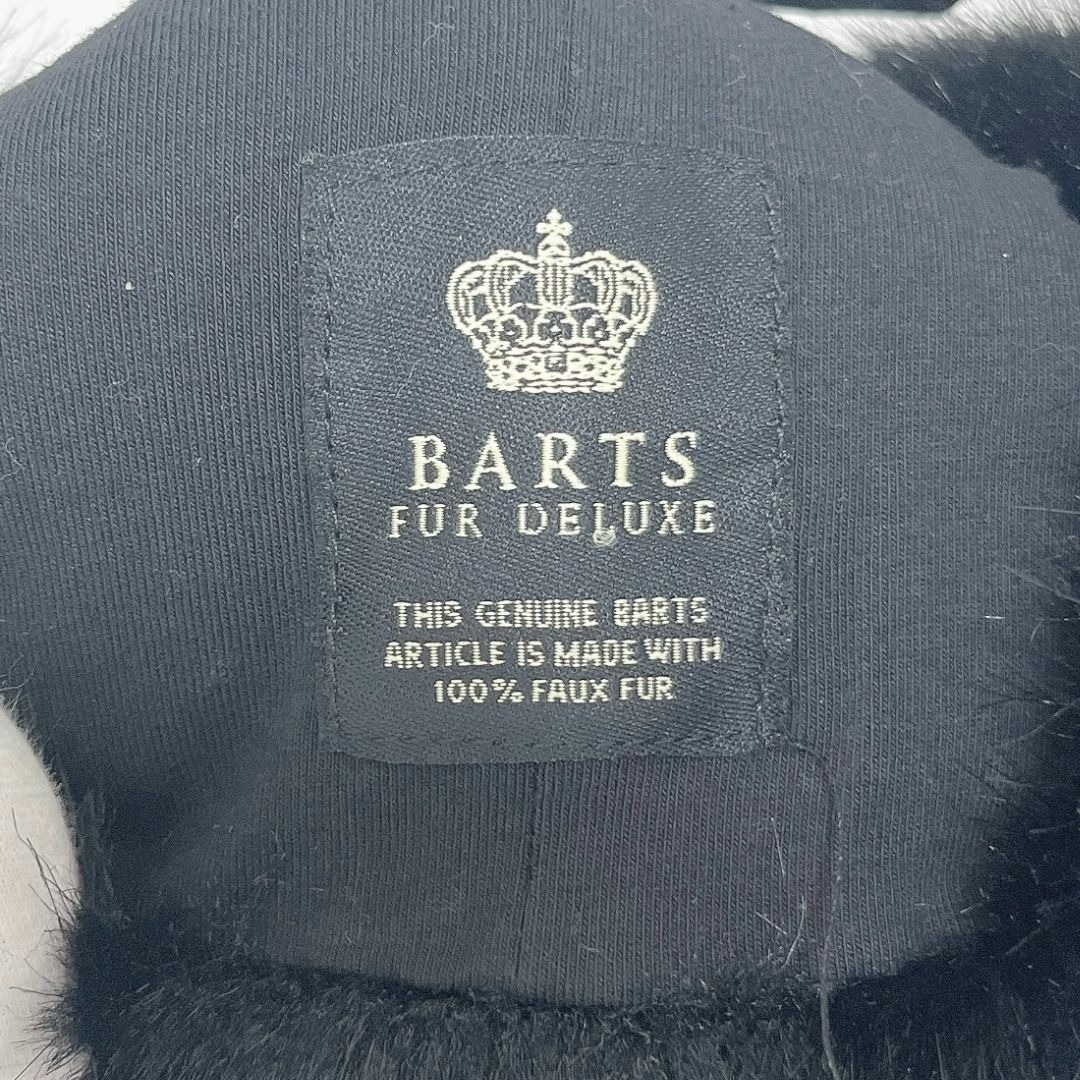 BARTS
FUR DELUXE
THIS GENUINE BARTS
ARTICLE IS MADE WITH
100% FAUX FUR